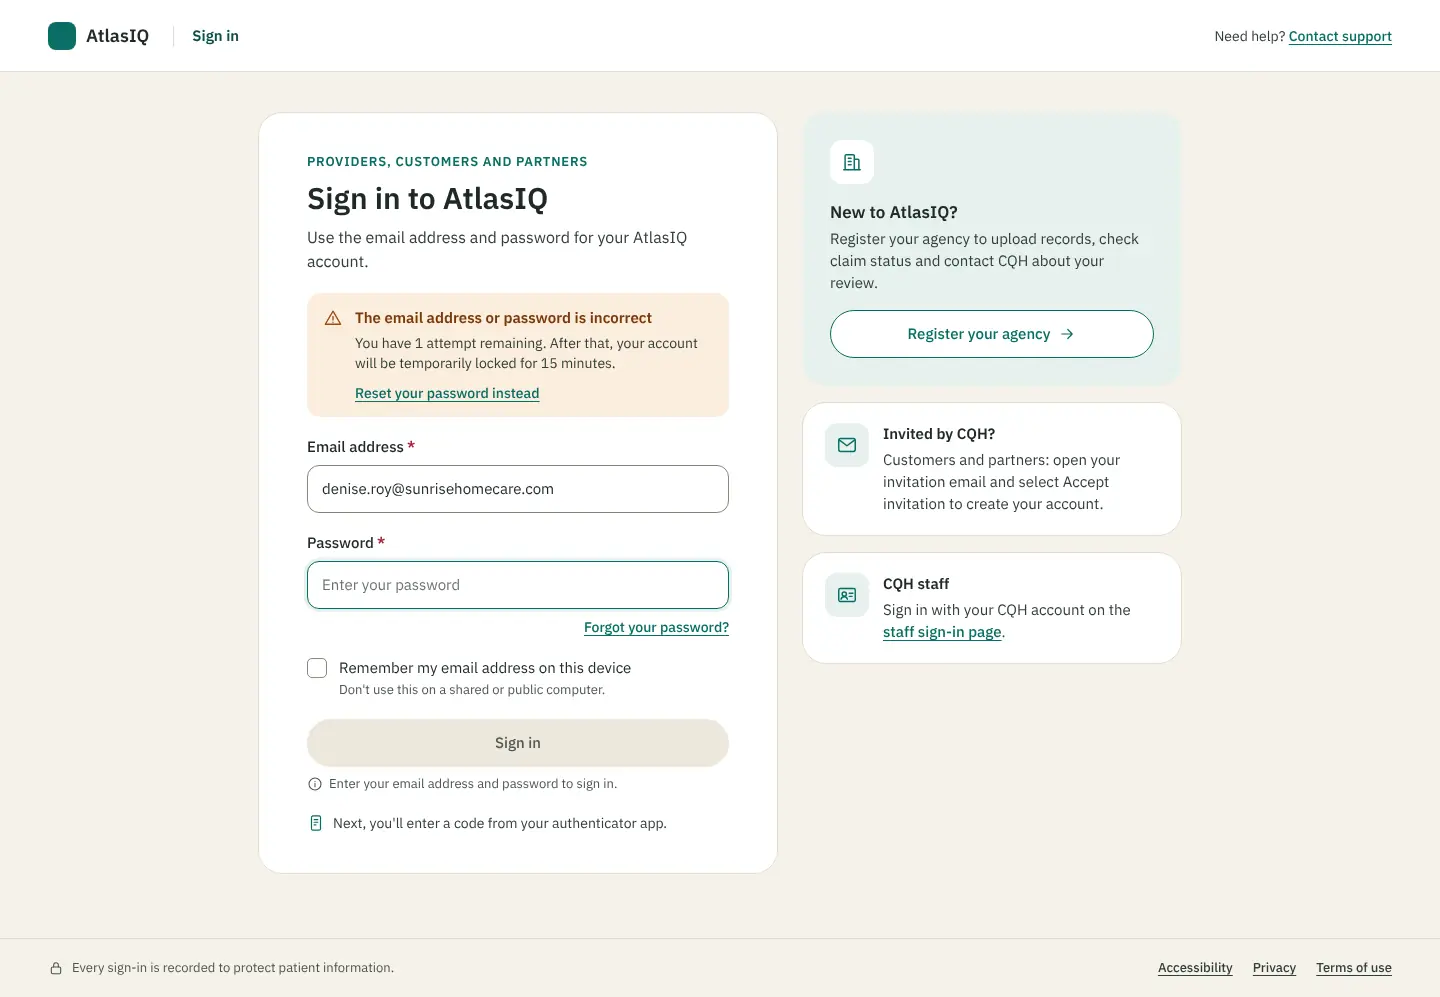 AtlasIQ
Sign in
Need help? Contact support
PROVIDERS, CUSTOMERS AND PARTNERS
Sign in to AtlasIQ
Use the email address and password for your AtlasIQ
account.
The email address or password is incorrect
You have 1 attempt remaining. After that, your account
will be temporarily locked for 15 minutes.
Reset your password instead
Email address *
denise.roy@sunrisehomecare.com
Password *
Enter your password
Forgot your password?
Remember my email address on this device
Don't use this on a shared or public computer.
Sign in
Enter your email address and password to sign in.
Next, you'll enter a code from your authenticator app.
New to AtlasIQ?
Register your agency to upload records, check
claim status and contact CQH about your
review.
Register your agency →
Invited by CQH?
Customers and partners: open your
invitation email and select Accept
invitation to create your account.
CQH staff
Sign in with your CQH account on the
staff sign-in page.
Every sign-in is recorded to protect patient information.
Accessibility
Privacy
Terms of use